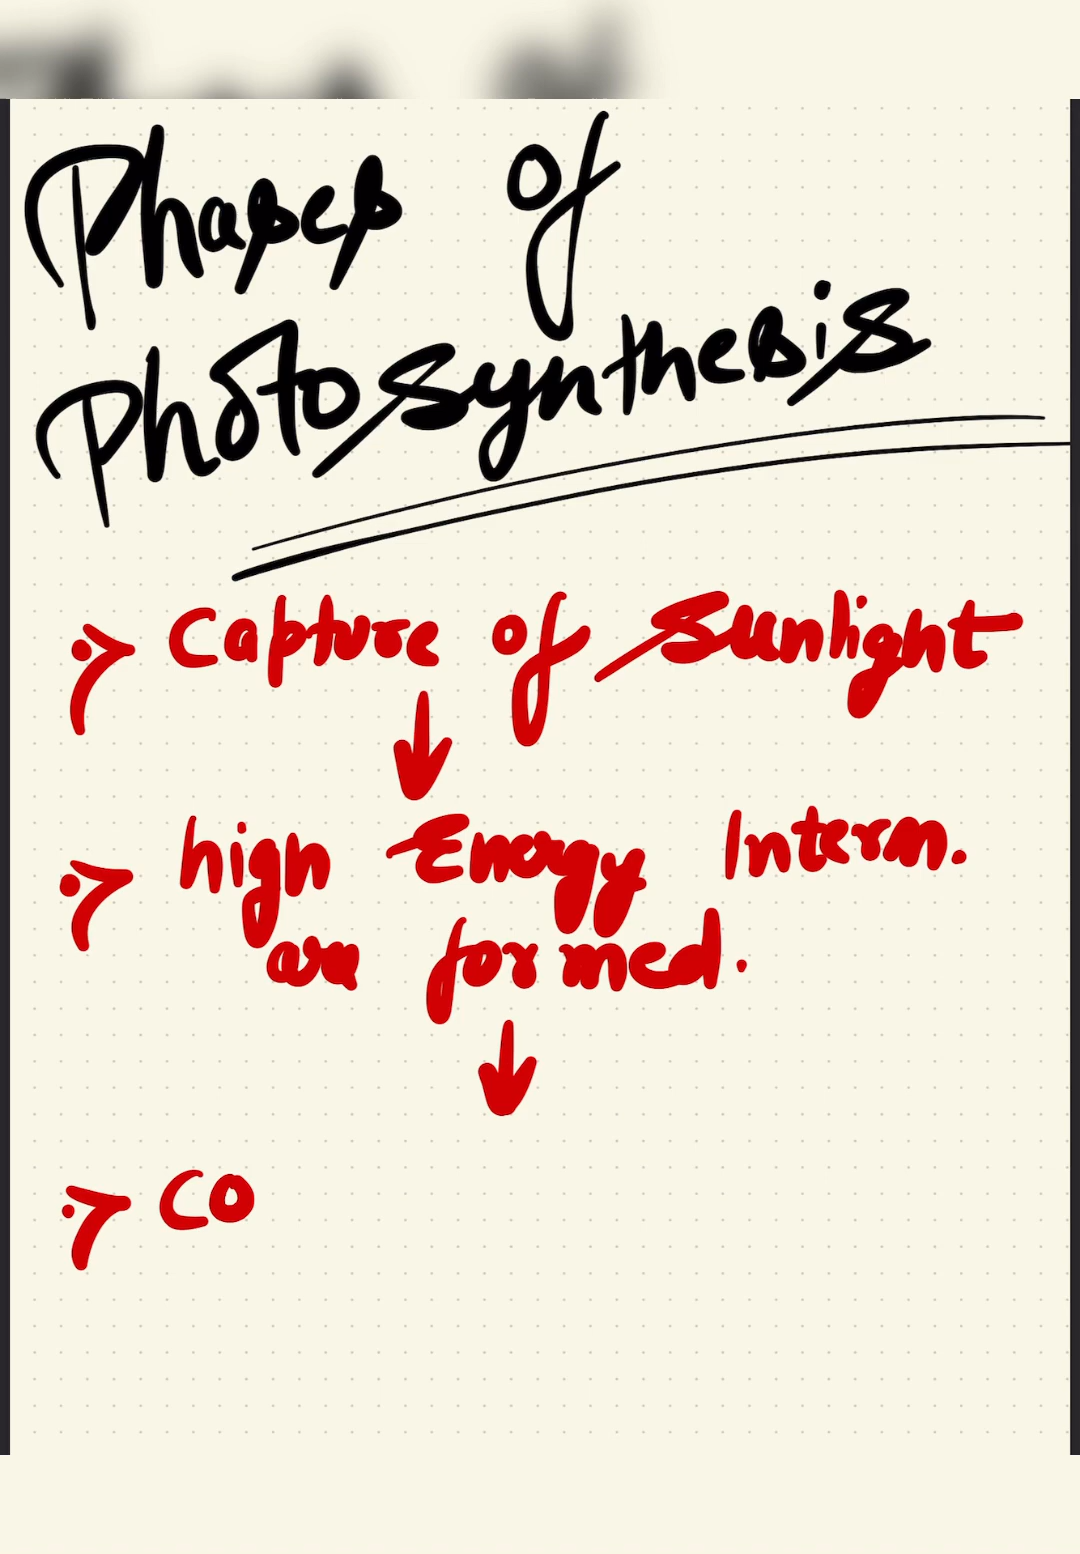 Phases of
Photosynthesis
Capture of Sunlight
↓
high Energy Interm.
are formed.
↓
CO